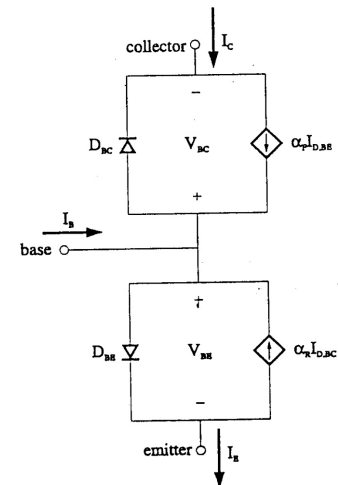 collector
I_C
−
D_BC
V_BC
α_F I_D,BE
+
I_B
base
+
D_BE
V_BE
α_R I_D,BC
−
emitter
I_E